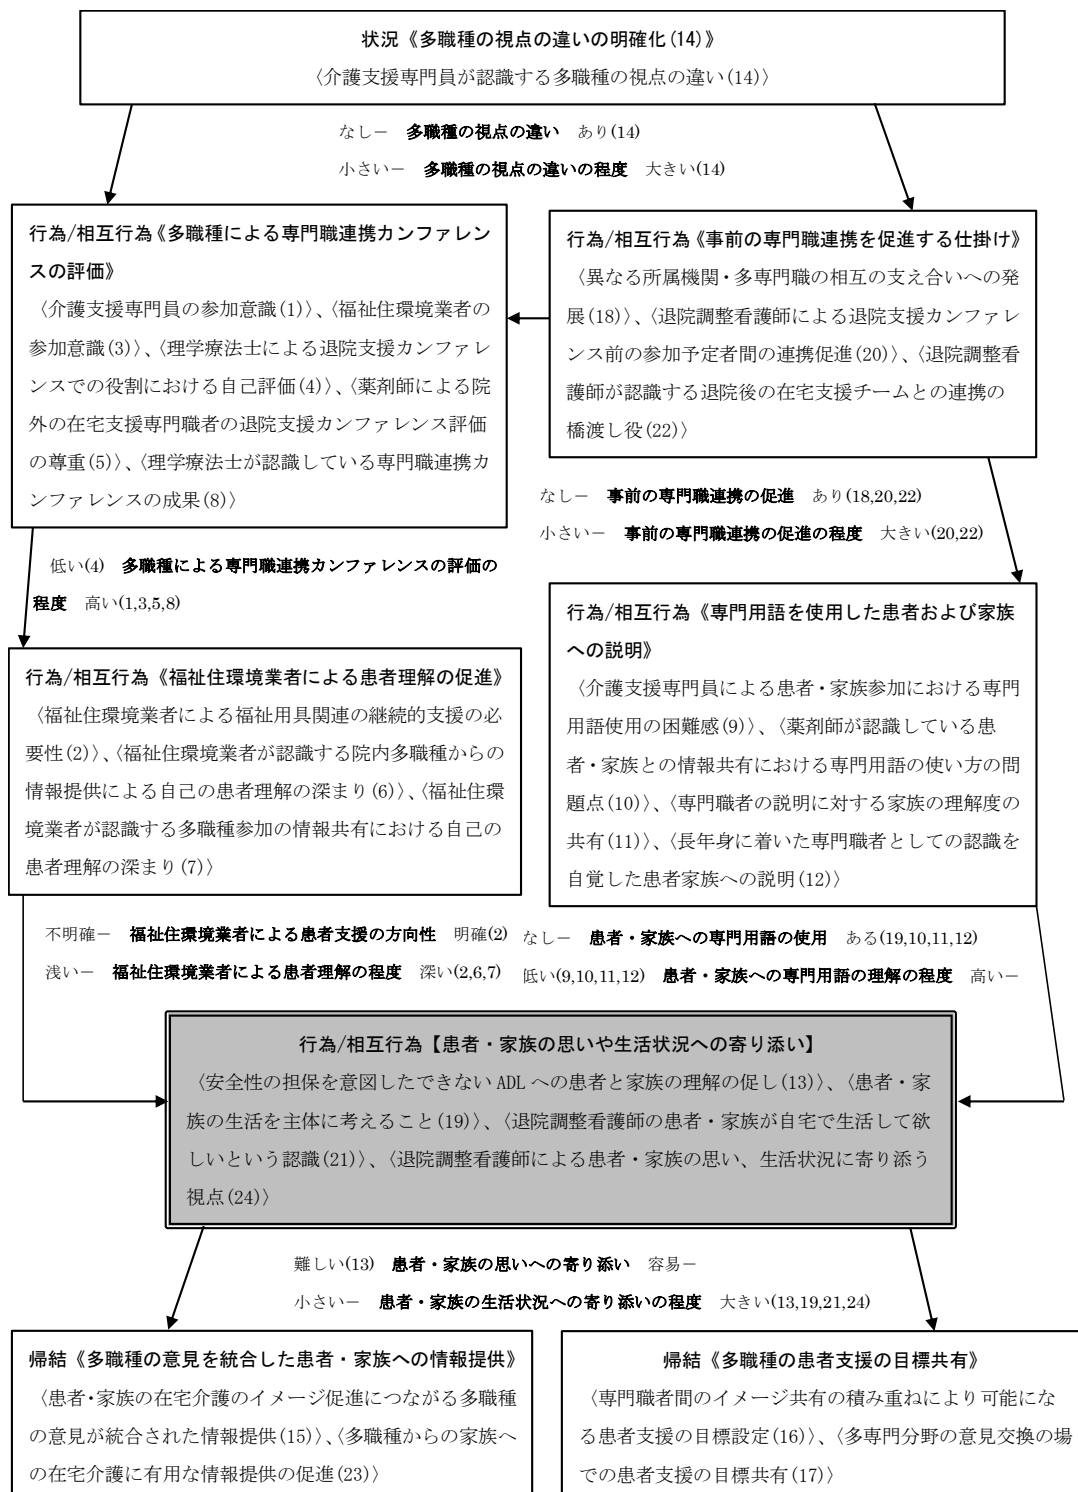 状況《多職種の視点の違いの明確化(14)》
〈介護支援専門員が認識する多職種の視点の違い(14)〉
なし－　多職種の視点の違い　あり(14)
小さい－　多職種の視点の違いの程度　大きい(14)
行為/相互行為《多職種による専門職連携カンファレン
スの評価》
〈介護支援専門員の参加意識(1)〉、〈福祉住環境業者の
参加意識(3)〉、〈理学療法士による退院支援カンファレ
ンスでの役割における自己評価(4)〉、〈薬剤師による院
外の在宅支援専門職者の退院支援カンファレンス評価
の尊重(5)〉、〈理学療法士が認識している専門職連携カ
ンファレンスの成果(8)〉
行為/相互行為《事前の専門職連携を促進する仕掛け》
〈異なる所属機関・多専門職の相互の支え合いへの発
展(18)〉、〈退院調整看護師による退院支援カンファレ
ンス前の参加予定者間の連携促進(20)〉、〈退院調整看
護師が認識する退院後の在宅支援チームとの連携の
橋渡し役(22)〉
なし－　事前の専門職連携の促進　あり(18,20,22)
小さい－　事前の専門職連携の促進の程度　大きい(20,22)
低い(4)　多職種による専門職連携カンファレンスの評価の
程度　高い(1,3,5,8)
行為/相互行為《福祉住環境業者による患者理解の促進》
〈福祉住環境業者による福祉用具関連の継続的支援の必
要性(2)〉、〈福祉住環境業者が認識する院内多職種からの
情報提供による自己の患者理解の深まり(6)〉、〈福祉住環
境業者が認識する多職種参加の情報共有における自己の
患者理解の深まり(7)〉
行為/相互行為《専門用語を使用した患者および家族
への説明》
〈介護支援専門員による患者・家族参加における専門
用語使用の困難感(9)〉、〈薬剤師が認識している患
者・家族との情報共有における専門用語の使い方の問
題点(10)〉、〈専門職者の説明に対する家族の理解度の
共有(11)〉、〈長年身に着いた専門職者としての認識を
自覚した患者家族への説明(12)〉
不明確－　福祉住環境業者による患者支援の方向性　明確(2)
浅い－　福祉住環境業者による患者理解の程度　深い(2,6,7)
なし－　患者・家族への専門用語の使用　ある(19,10,11,12)
低い(9,10,11,12)　患者・家族への専門用語の理解の程度　高い－
行為/相互行為【患者・家族の思いや生活状況への寄り添い】
〈安全性の担保を意図したできない ADL への患者と家族の理解の促し(13)〉、〈患者・家
族の生活を主体に考えること(19)〉、〈退院調整看護師の患者・家族が自宅で生活して欲
しいという認識(21)〉、〈退院調整看護師による患者・家族の思い、生活状況に寄り添う
視点(24)〉
難しい(13)　患者・家族の思いへの寄り添い　容易－
小さい－　患者・家族の生活状況への寄り添いの程度　大きい(13,19,21,24)
帰結《多職種の意見を統合した患者・家族への情報提供》
〈患者・家族の在宅介護のイメージ促進につながる多職種
の意見が統合された情報提供(15)〉、〈多職種からの家族へ
の在宅介護に有用な情報提供の促進(23)〉
帰結《多職種の患者支援の目標共有》
〈専門職者間のイメージ共有の積み重ねにより可能にな
る患者支援の目標設定(16)〉、〈多専門分野の意見交換の場
での患者支援の目標共有(17)〉